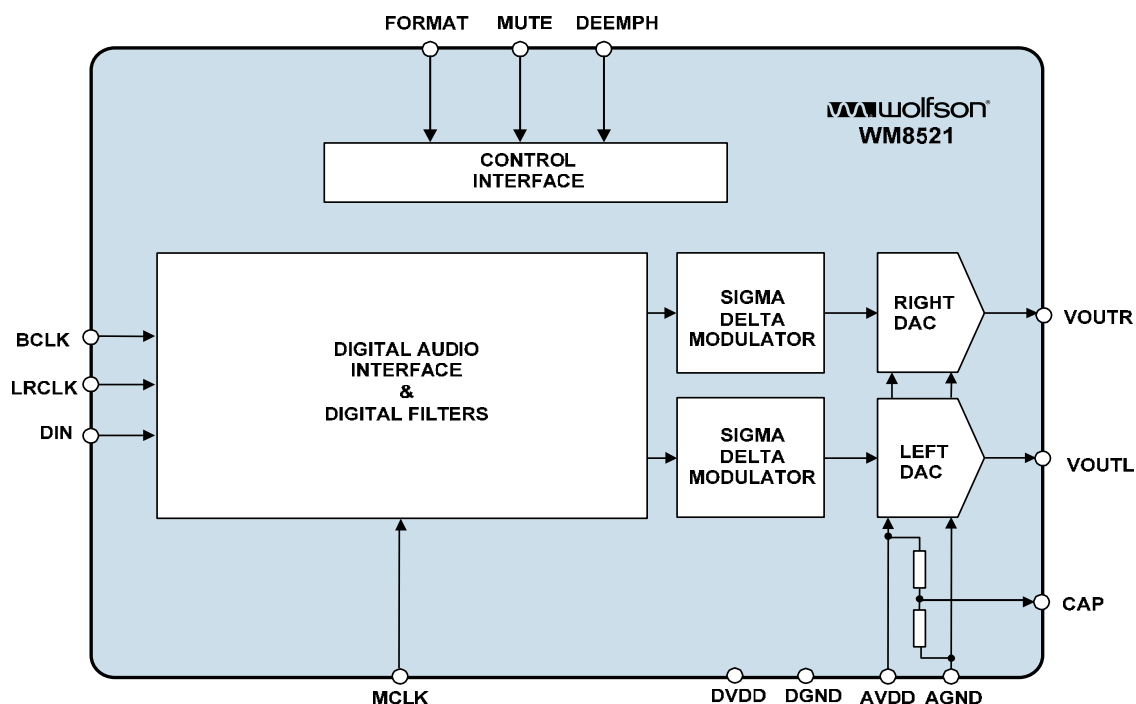 FORMAT MUTE DEEMPH
wolfson®
WM8521
CONTROL
INTERFACE
BCLK
LRCLK
DIN
DIGITAL AUDIO
INTERFACE
&
DIGITAL FILTERS
SIGMA
DELTA
MODULATOR
RIGHT
DAC
VOUTR
SIGMA
DELTA
MODULATOR
LEFT
DAC
VOUTL
CAP
MCLK DVDD DGND AVDD AGND